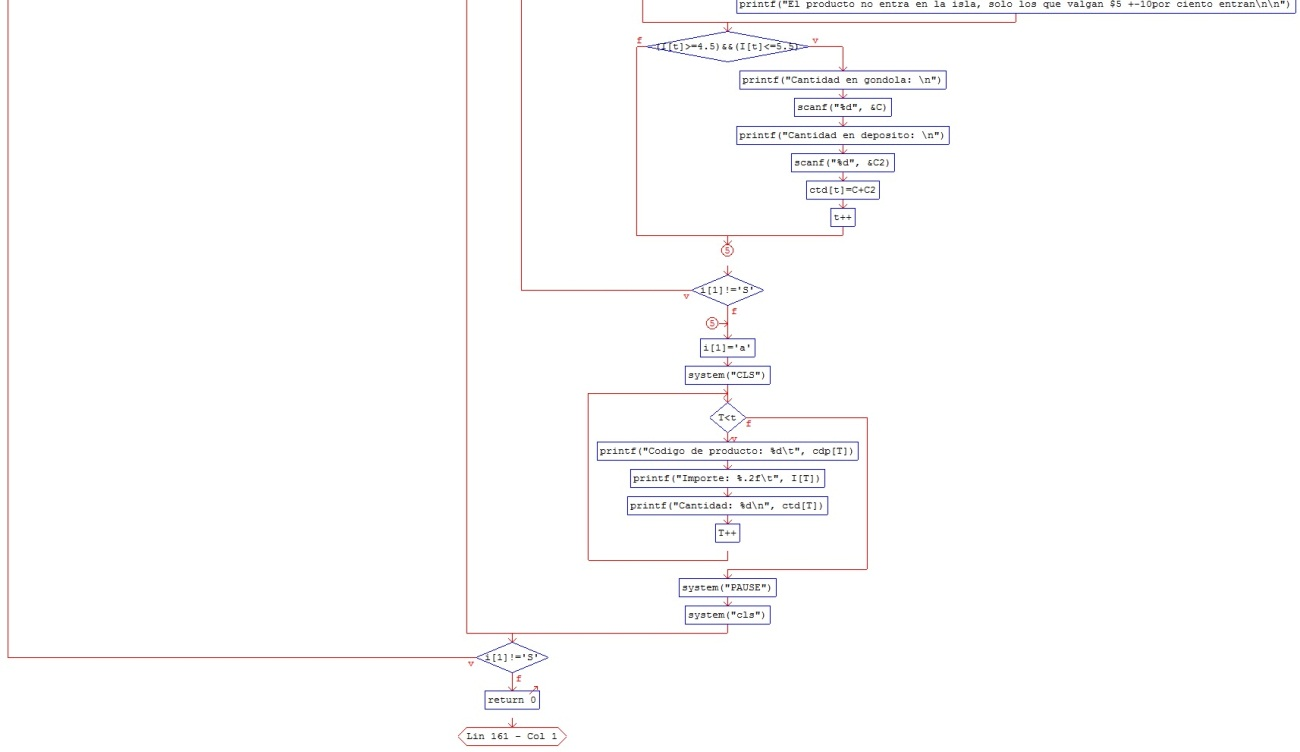 printf("El producto no entra en la isla, solo los que valgan $5 +-10por ciento entran\n\n")
f
(I[t]>=4.5)&&(I[t]<=5.5)
v
printf("Cantidad en gondola: \n")
scanf("%d", &C)
printf("Cantidad en deposito: \n")
scanf("%d", &C2)
ctd[t]=C+C2
t++
5
i[1]!='S'
v
f
5
i[1]='a'
system("CLS")
T<t
f
v
printf("Codigo de producto: %d\t", cdp[T])
printf("Importe: %.2f\t", I[T])
printf("Cantidad: %d\n", ctd[T])
T++
system("PAUSE")
system("cls")
i[1]!='S'
v
f
return 0
Lin 161 - Col 1